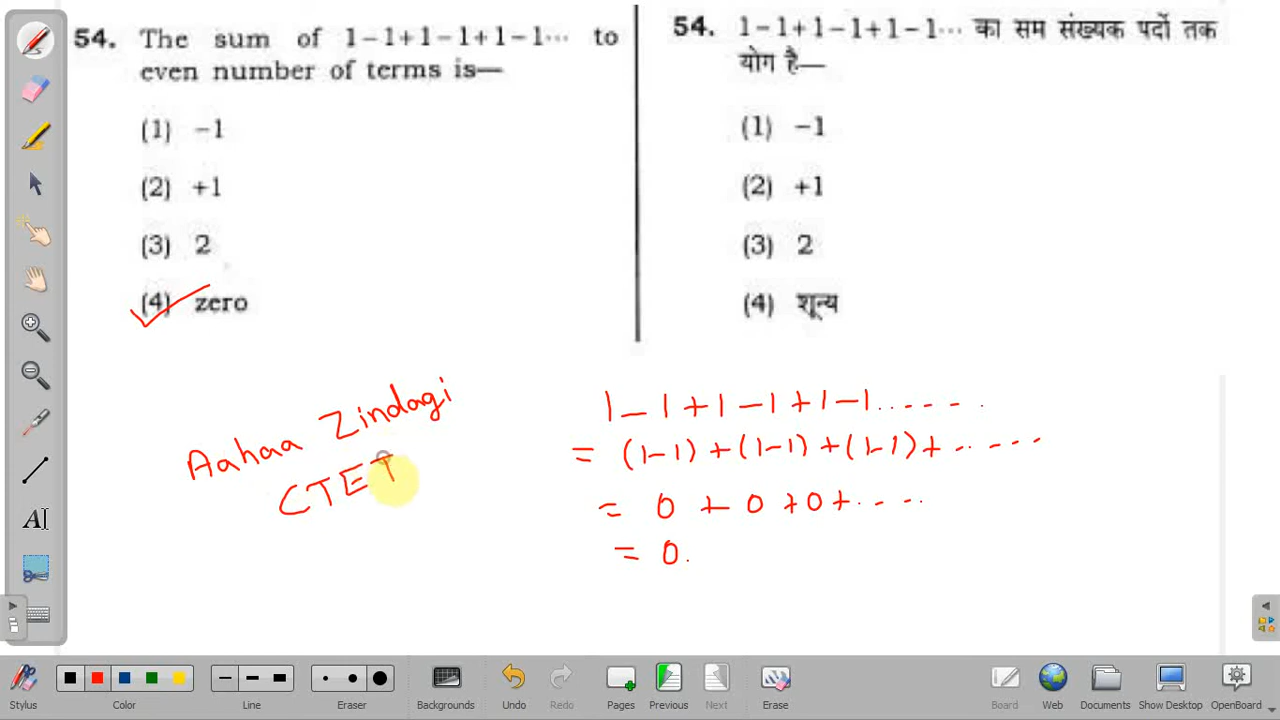 54. The sum of 1−1+1−1+1−1··· to
even number of terms is—
(1) −1
(2) +1
(3) 2
(4) zero
54. 1−1+1−1+1−1··· का सम संख्यक पदों तक
योग है—
(1) −1
(2) +1
(3) 2
(4) शून्य
Aahaa Zindagi
CTET
1−1+1−1+1−1.......
= (1−1)+(1−1)+(1−1)+......
= 0 + 0 + 0 + .....
= 0.
Stylus
Color
Line
Eraser
Backgrounds
Undo
Redo
Pages
Previous
Next
Erase
Board
Web
Documents
Show Desktop
OpenBoard